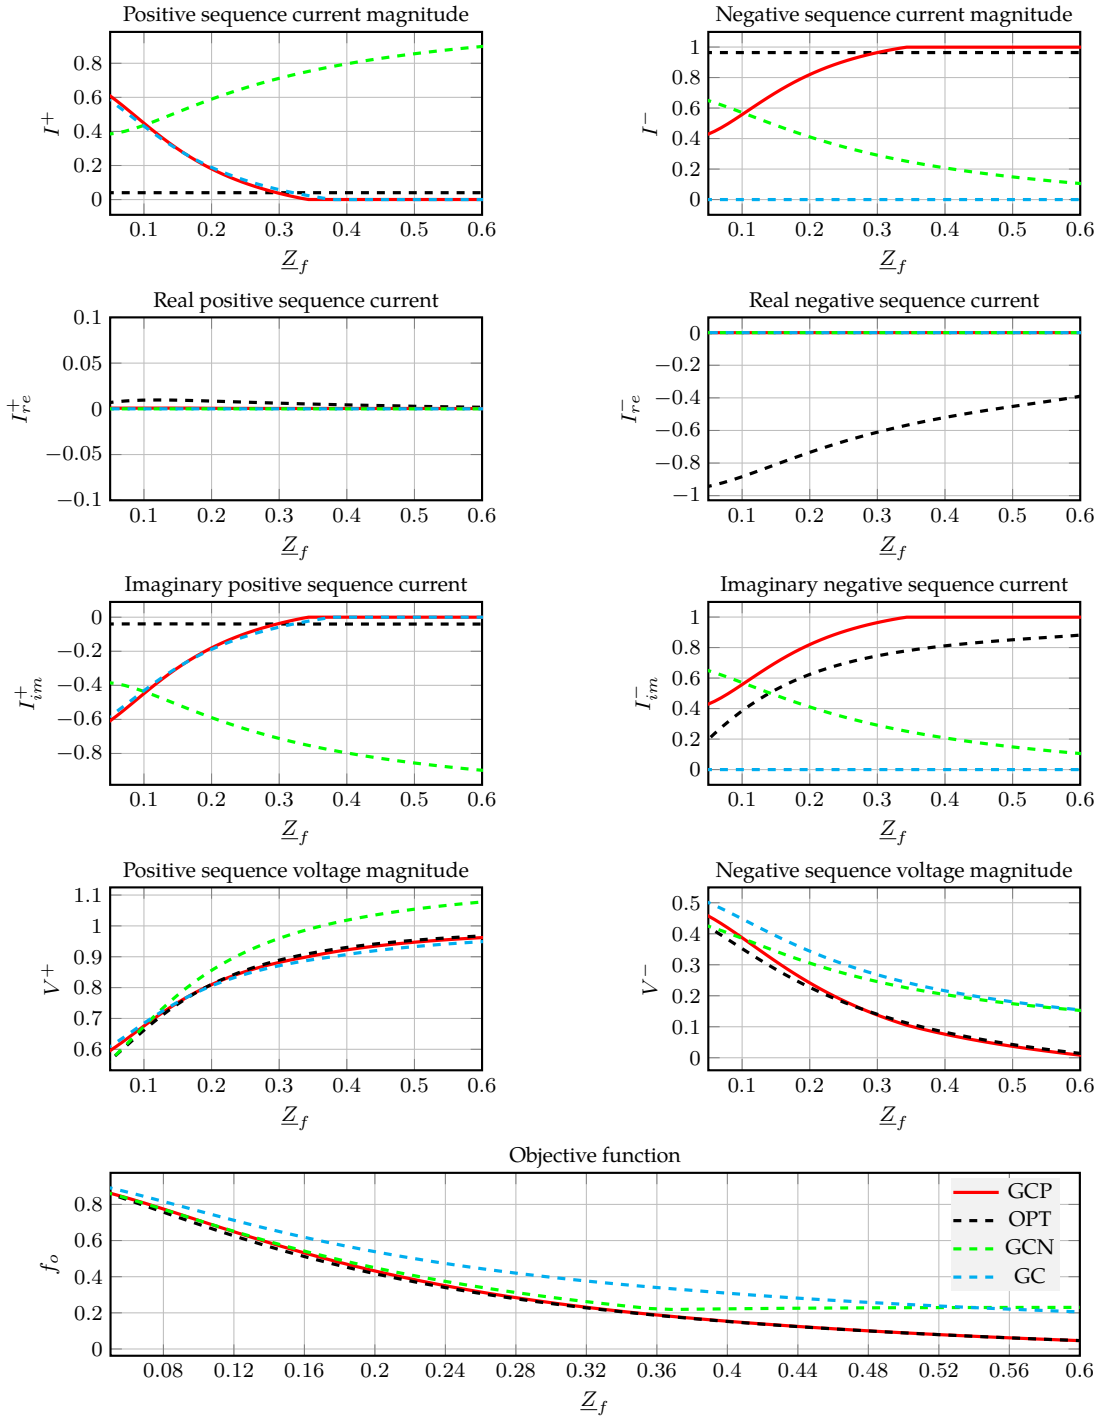 Positive sequence current magnitude
0.8
0.6
0.4
0.2
0
I+
0.1 0.2 0.3 0.4 0.5 0.6
Z_f
Negative sequence current magnitude
1
0.8
0.6
0.4
0.2
0
I−
0.1 0.2 0.3 0.4 0.5 0.6
Z_f
Real positive sequence current
0.1
0.05
0
−0.05
−0.1
I+re
0.1 0.2 0.3 0.4 0.5 0.6
Z_f
Real negative sequence current
0
−0.2
−0.4
−0.6
−0.8
−1
I−re
0.1 0.2 0.3 0.4 0.5 0.6
Z_f
Imaginary positive sequence current
0
−0.2
−0.4
−0.6
−0.8
I+im
0.1 0.2 0.3 0.4 0.5 0.6
Z_f
Imaginary negative sequence current
1
0.8
0.6
0.4
0.2
0
I−im
0.1 0.2 0.3 0.4 0.5 0.6
Z_f
Positive sequence voltage magnitude
1.1
1
0.9
0.8
0.7
0.6
V+
0.1 0.2 0.3 0.4 0.5 0.6
Z_f
Negative sequence voltage magnitude
0.5
0.4
0.3
0.2
0.1
0
V−
0.1 0.2 0.3 0.4 0.5 0.6
Z_f
Objective function
0.8
0.6
0.4
0.2
0
f_o
GCP
OPT
GCN
GC
0.08 0.12 0.16 0.2 0.24 0.28 0.32 0.36 0.4 0.44 0.48 0.52 0.56 0.6
Z_f